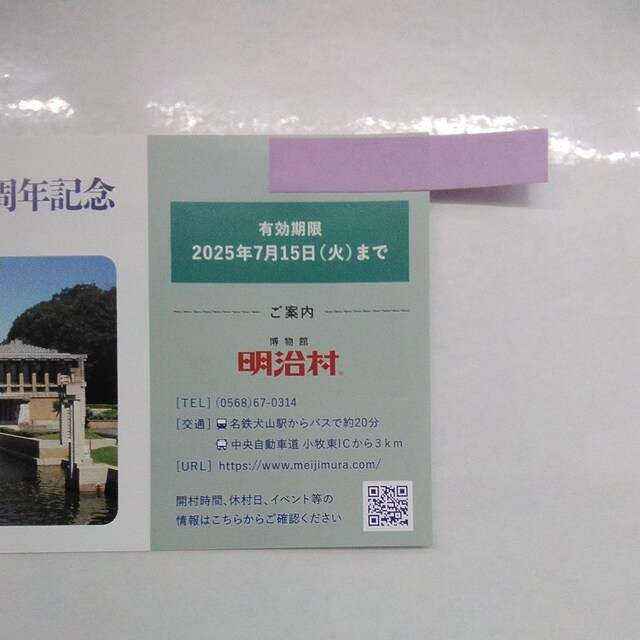 周年記念
有効期限
2025年7月15日(火)まで
ご案内
博物館
明治村®
[TEL] (0568)67-0314
[交通] 名鉄犬山駅からバスで約20分
中央自動車道 小牧東ICから3km
[URL] https://www.meijimura.com/
開村時間、休村日、イベント等の
情報はこちらからご確認ください